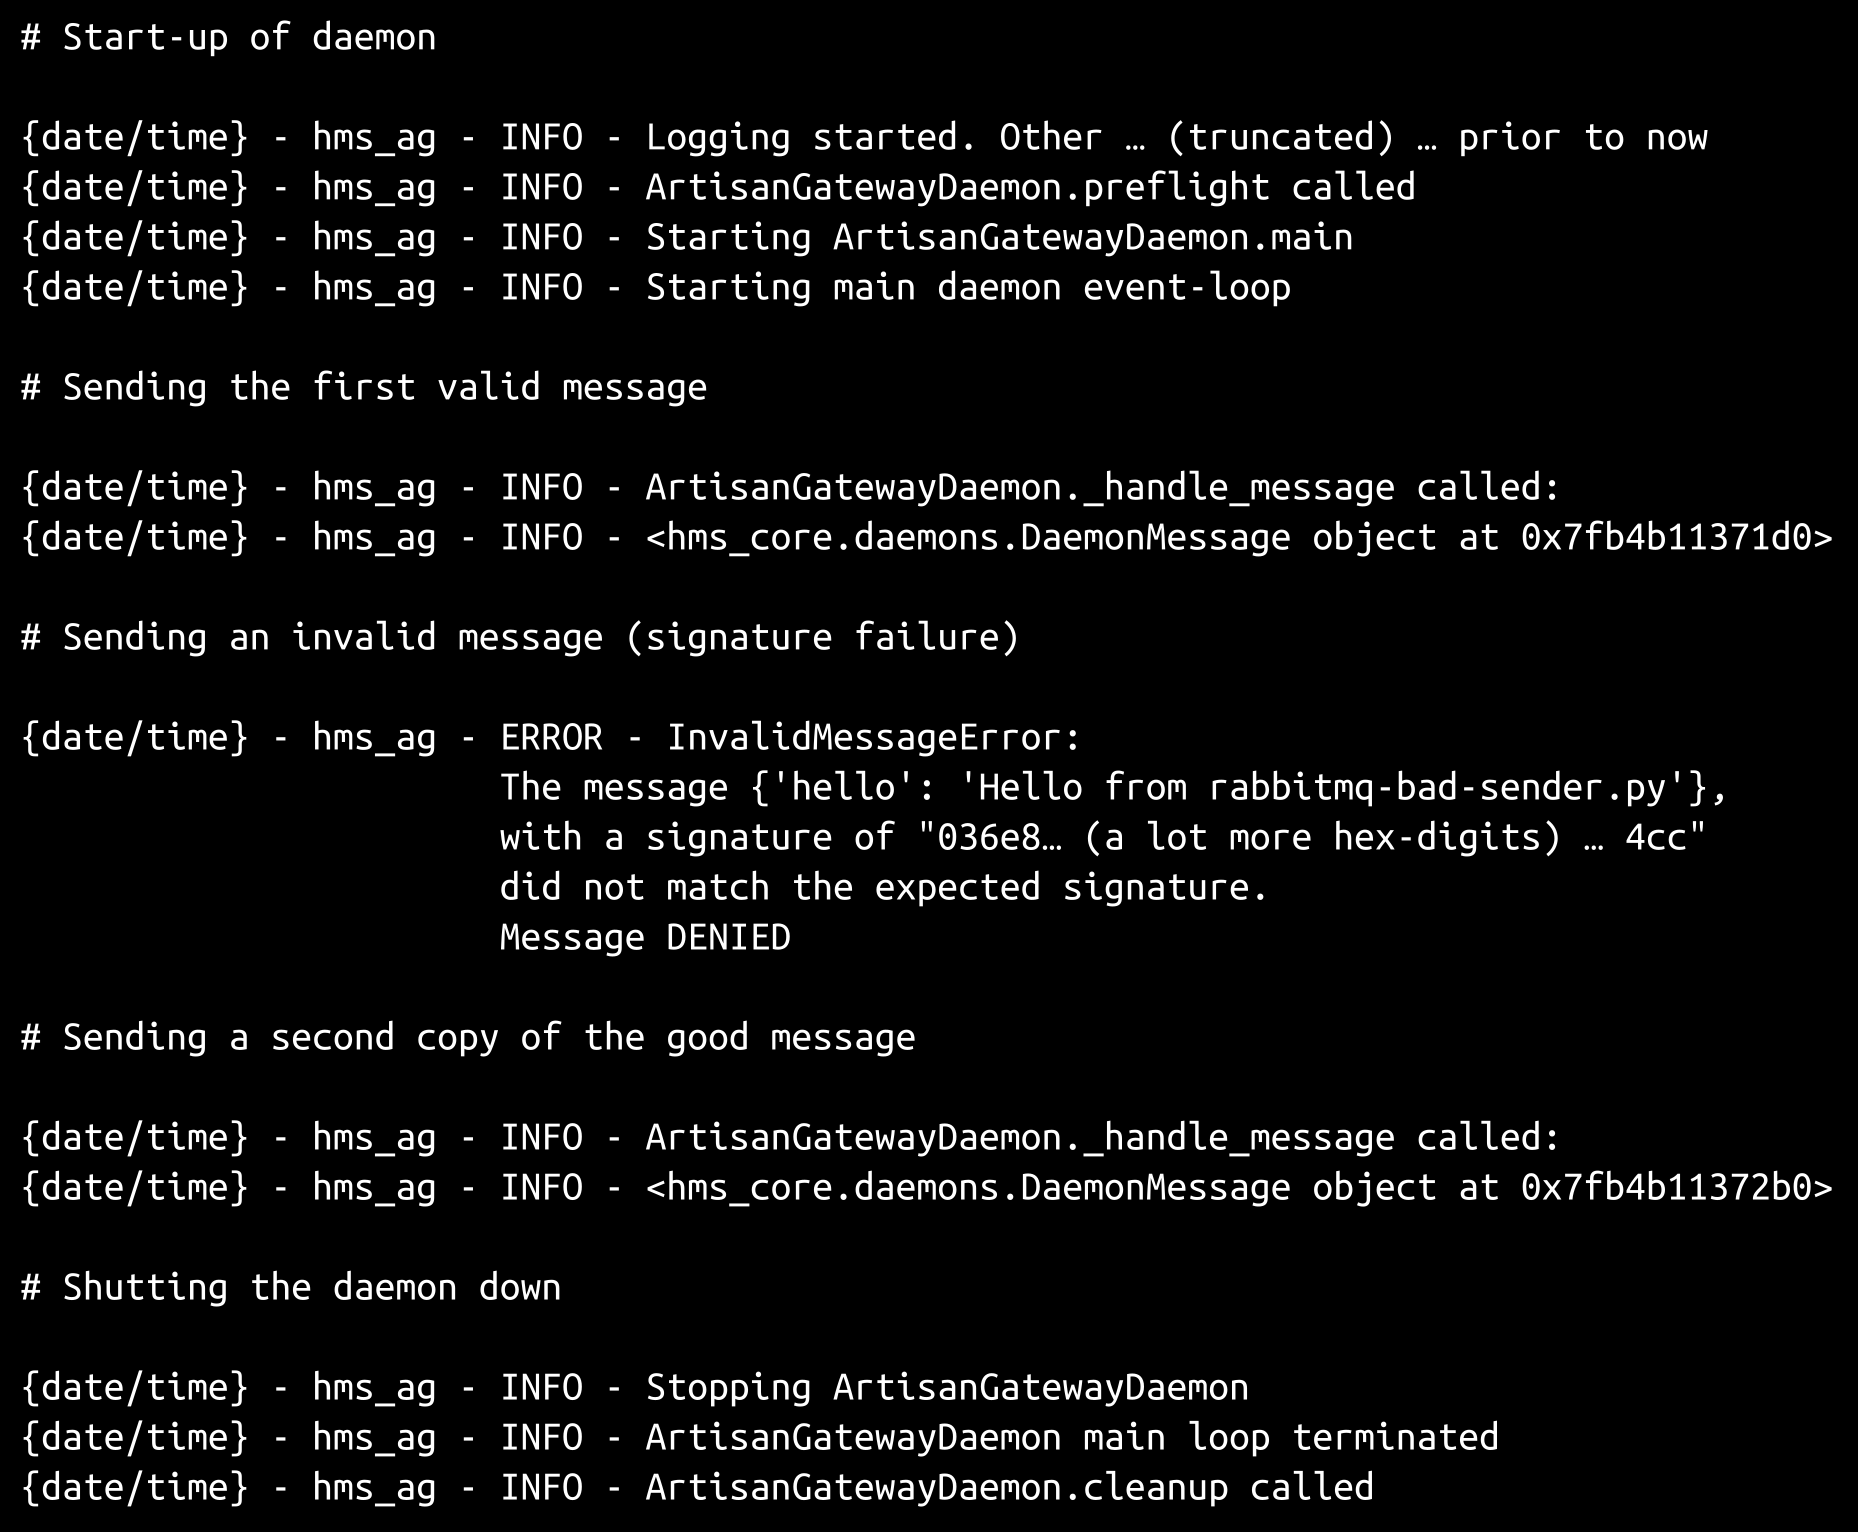 # Start-up of daemon
{date/time} - hms_ag - INFO - Logging started. Other … (truncated) … prior to now
{date/time} - hms_ag - INFO - ArtisanGatewayDaemon.preflight called
{date/time} - hms_ag - INFO - Starting ArtisanGatewayDaemon.main
{date/time} - hms_ag - INFO - Starting main daemon event-loop
# Sending the first valid message
{date/time} - hms_ag - INFO - ArtisanGatewayDaemon._handle_message called:
{date/time} - hms_ag - INFO - <hms_core.daemons.DaemonMessage object at 0x7fb4b11371d0>
# Sending an invalid message (signature failure)
{date/time} - hms_ag - ERROR - InvalidMessageError:
The message {'hello': 'Hello from rabbitmq-bad-sender.py'},
with a signature of "036e8… (a lot more hex-digits) … 4cc"
did not match the expected signature.
Message DENIED
# Sending a second copy of the good message
{date/time} - hms_ag - INFO - ArtisanGatewayDaemon._handle_message called:
{date/time} - hms_ag - INFO - <hms_core.daemons.DaemonMessage object at 0x7fb4b11372b0>
# Shutting the daemon down
{date/time} - hms_ag - INFO - Stopping ArtisanGatewayDaemon
{date/time} - hms_ag - INFO - ArtisanGatewayDaemon main loop terminated
{date/time} - hms_ag - INFO - ArtisanGatewayDaemon.cleanup called